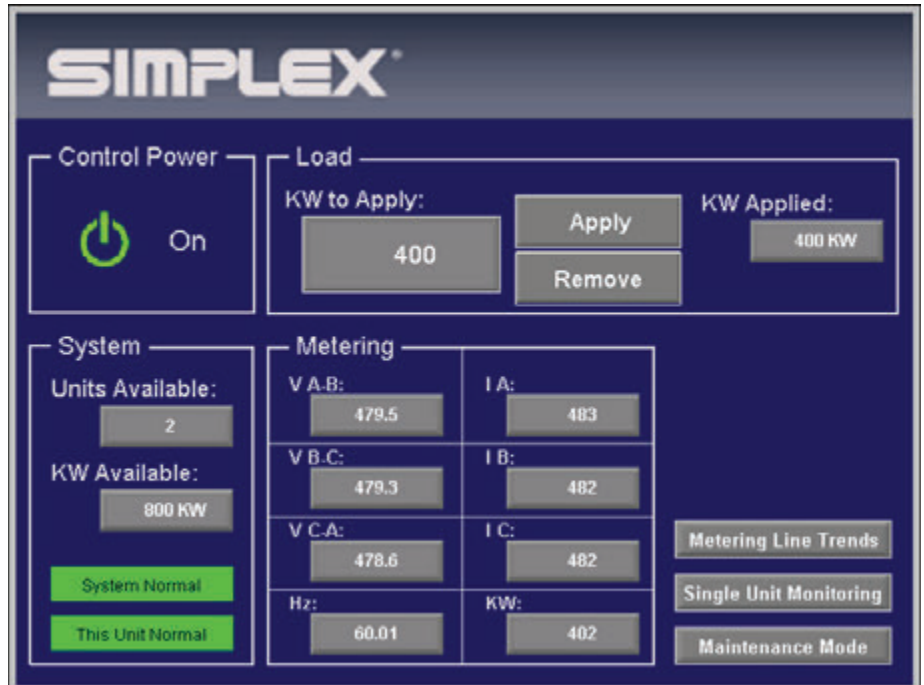 SIMPLEX®
Control Power
On
Load
KW to Apply:
400
Apply
Remove
KW Applied:
400 KW
System
Units Available:
2
KW Available:
800 KW
System Normal
This Unit Normal
Metering
V A-B:
479.5
I A:
483
V B-C:
479.3
I B:
482
V C-A:
478.6
I C:
482
Hz:
60.01
KW:
402
Metering Line Trends
Single Unit Monitoring
Maintenance Mode